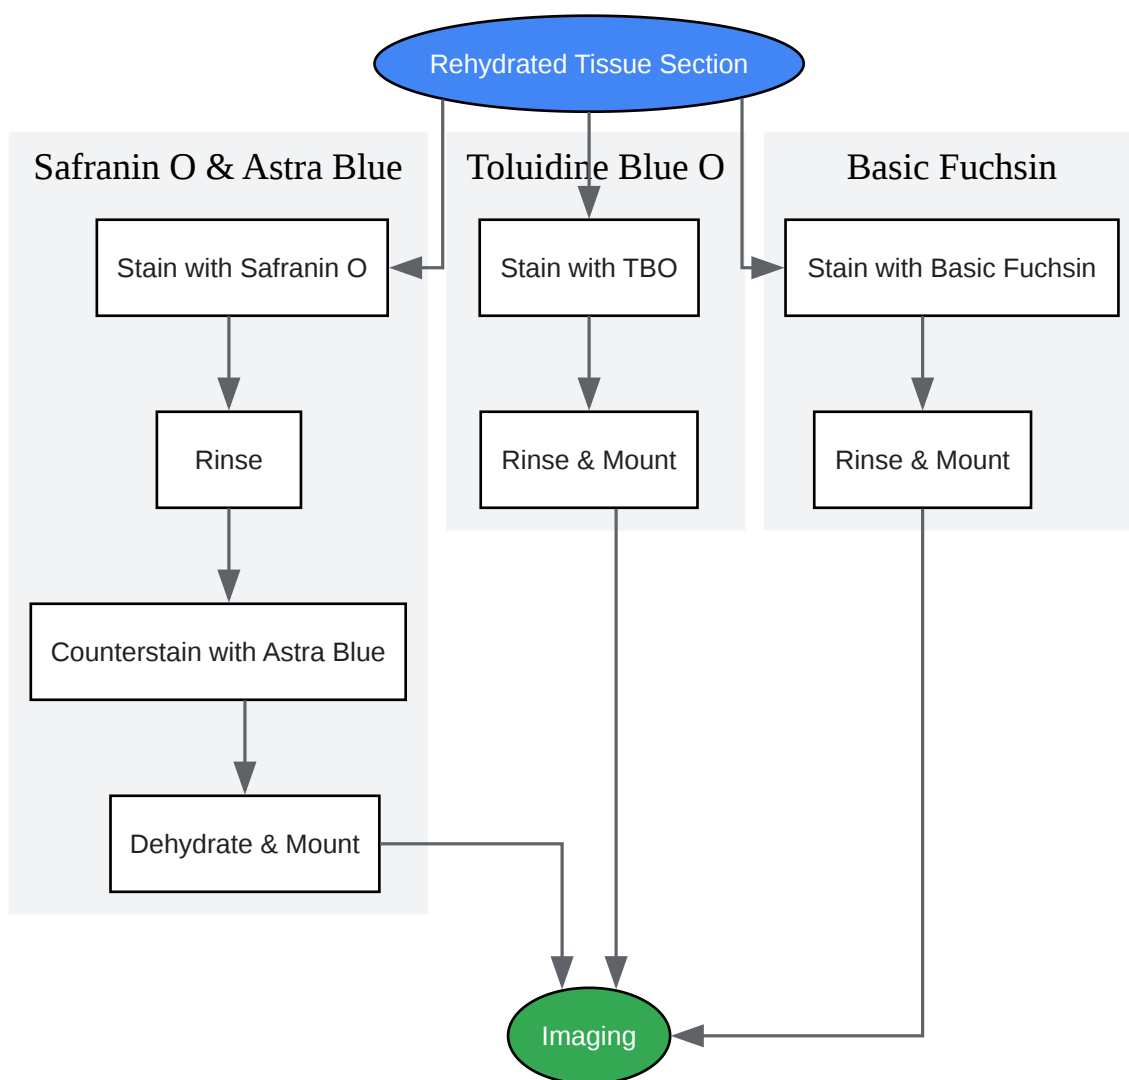 Rehydrated Tissue Section
Safranin O & Astra Blue
Stain with Safranin O
Rinse
Counterstain with Astra Blue
Dehydrate & Mount
Toluidine Blue O
Stain with TBO
Rinse & Mount
Basic Fuchsin
Stain with Basic Fuchsin
Rinse & Mount
Imaging